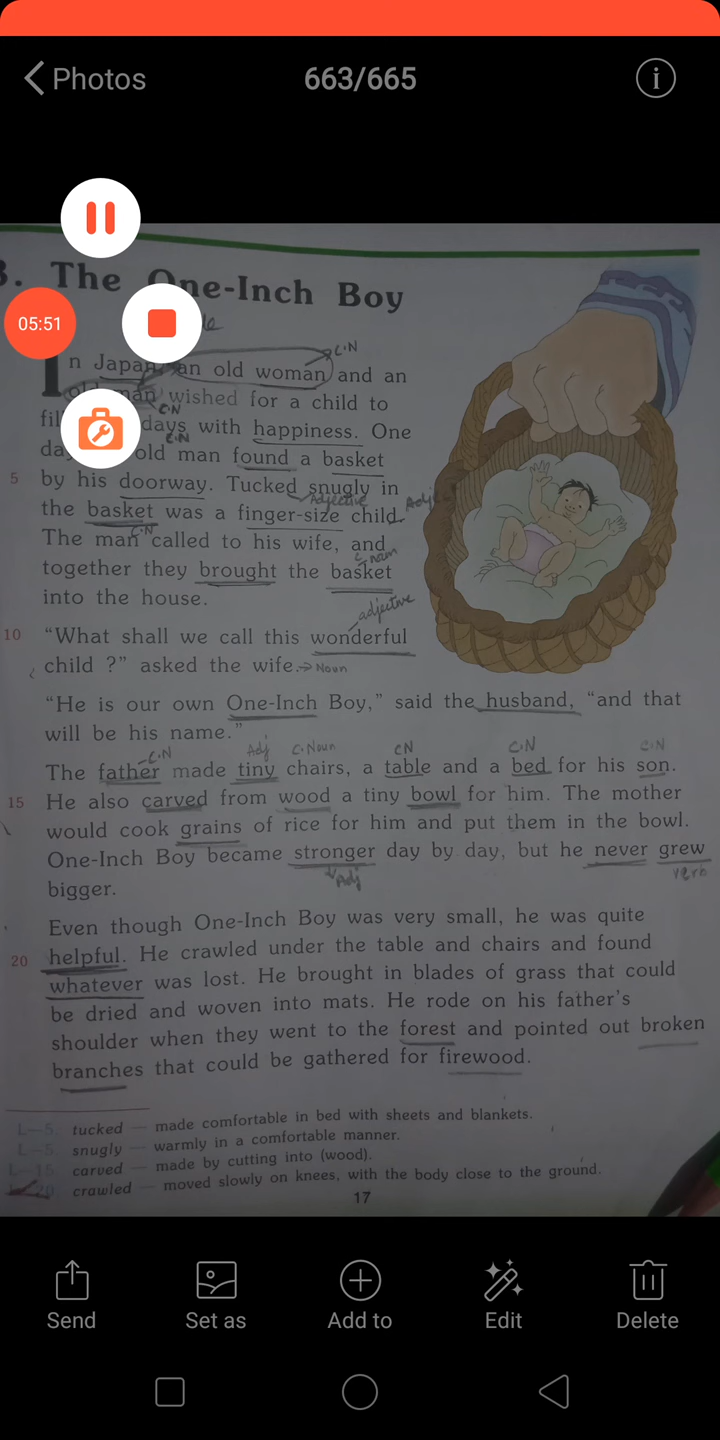 Photos
663/665
05:51
3. The One-Inch Boy
In Japan, an old woman and an
C.N
old man wished for a child to
C.N
days with happiness. One
C.N
old man found a basket
5 by his doorway. Tucked snugly in
Adjective
the basket was a finger-size child.
C.N
The man called to his wife, and
together they brought the basket
into the house.
adjective
10 "What shall we call this wonderful
child ?" asked the wife.
Noun
"He is our own One-Inch Boy," said the husband, "and that
will be his name."
C.N Adj C.Noun CN C.N C.N
The father made tiny chairs, a table and a bed for his son.
15 He also carved from wood a tiny bowl for him. The mother
would cook grains of rice for him and put them in the bowl.
One-Inch Boy became stronger day by day, but he never grew
Adj verb
bigger.
Even though One-Inch Boy was very small, he was quite
20 helpful. He crawled under the table and chairs and found
whatever was lost. He brought in blades of grass that could
be dried and woven into mats. He rode on his father's
shoulder when they went to the forest and pointed out broken
branches that could be gathered for firewood.
L—5 tucked — made comfortable in bed with sheets and blankets.
L—5 snugly — warmly in a comfortable manner.
L—15 carved — made by cutting into (wood).
crawled — moved slowly on knees, with the body close to the ground.
17
Send
Set as
Add to
Edit
Delete